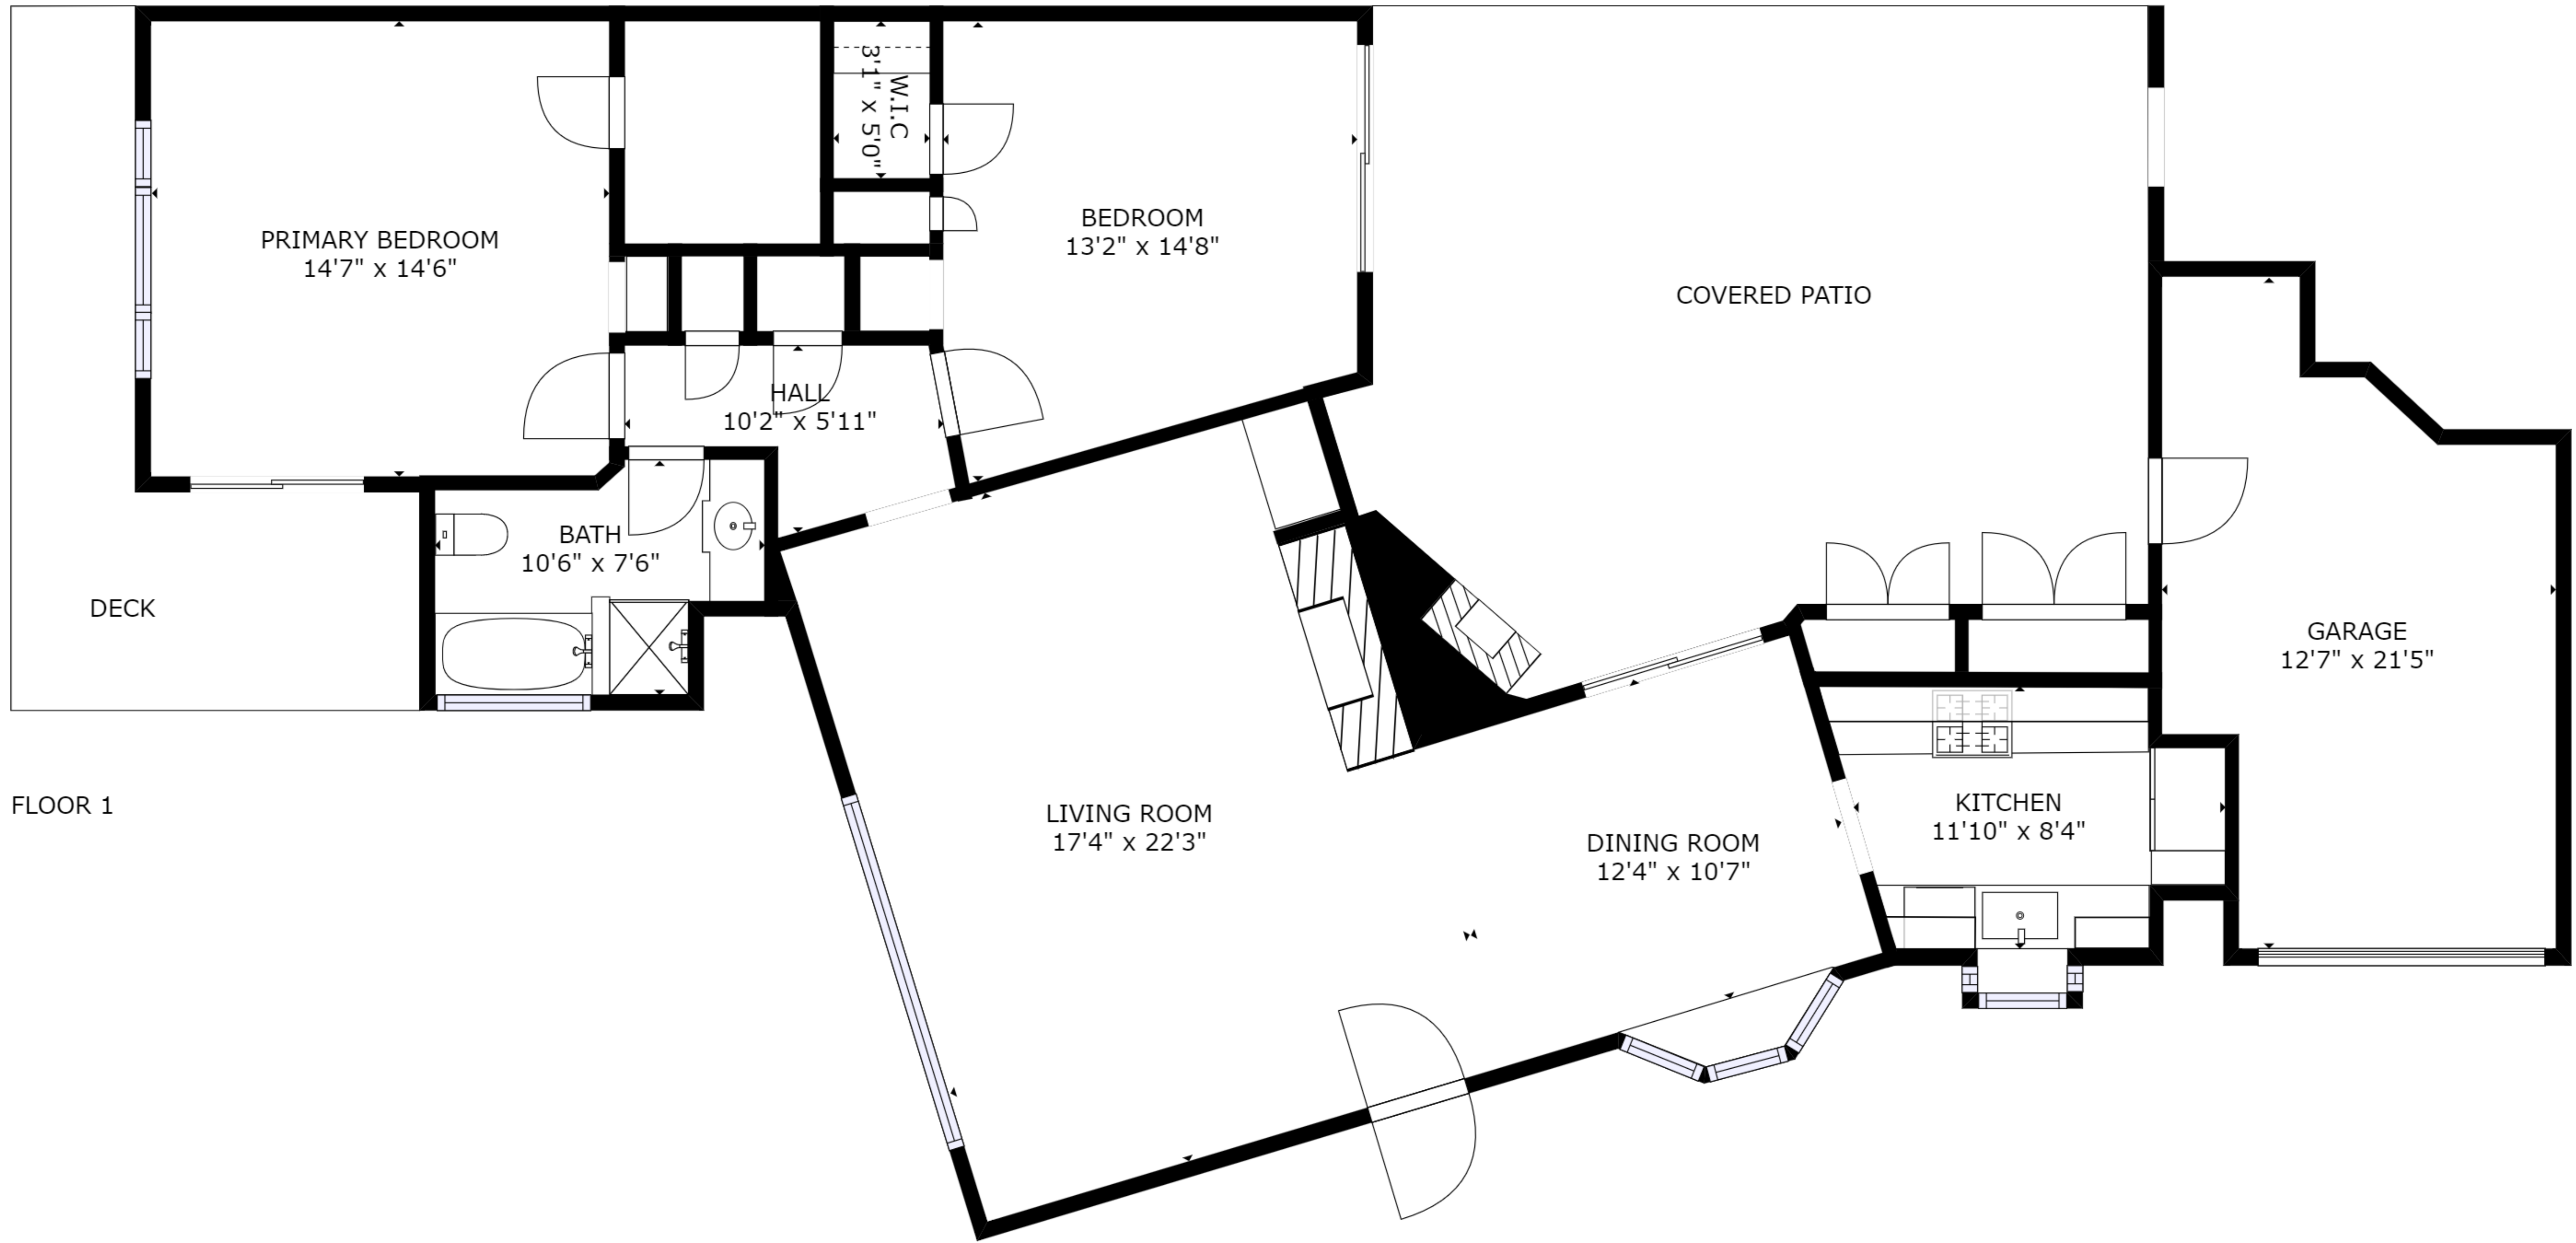 W.I.C
3'1" x 5'0"
PRIMARY BEDROOM
14'7" x 14'6"
BEDROOM
13'2" x 14'8"
COVERED PATIO
HALL
10'2" x 5'11"
BATH
10'6" x 7'6"
DECK
GARAGE
12'7" x 21'5"
FLOOR 1
LIVING ROOM
17'4" x 22'3"
DINING ROOM
12'4" x 10'7"
KITCHEN
11'10" x 8'4"